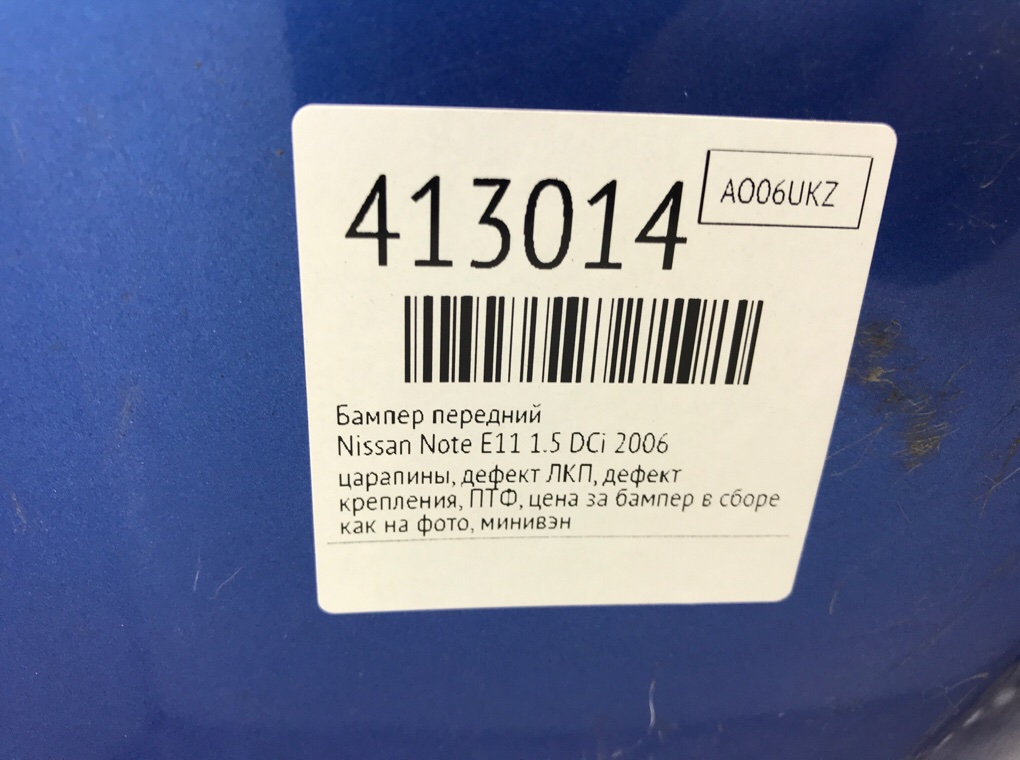 413014
AO06UKZ
Бампер передний
Nissan Note E11 1.5 DCi 2006
царапины, дефект ЛКП, дефект
крепления, ПТФ, цена за бампер в сборе
как на фото, минивэн